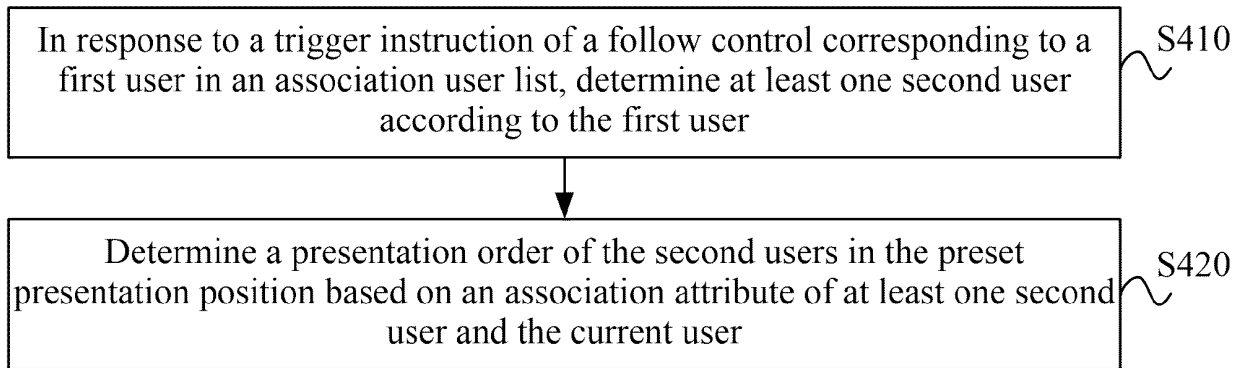 In response to a trigger instruction of a follow control corresponding to a
first user in an association user list, determine at least one second user
according to the first user
S410
Determine a presentation order of the second users in the preset
presentation position based on an association attribute of at least one second
user and the current user
S420